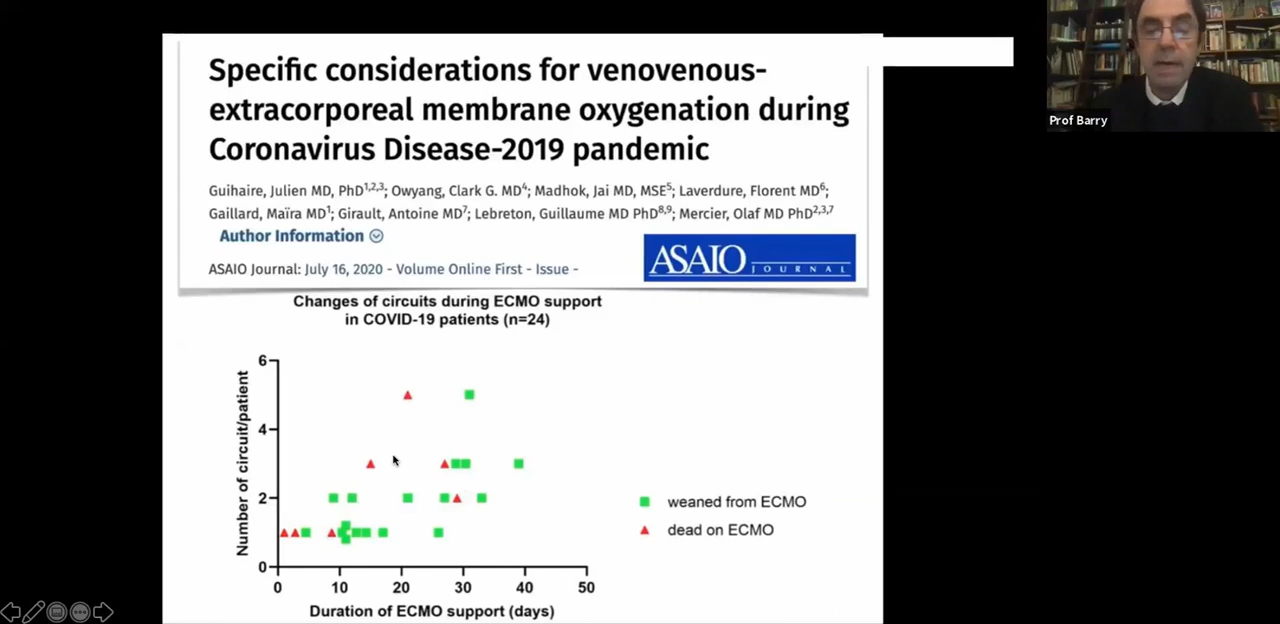 Specific considerations for venovenous-
extracorporeal membrane oxygenation during
Coronavirus Disease-2019 pandemic
Guihaire, Julien MD, PhD1,2,3; Owyang, Clark G. MD4; Madhok, Jai MD, MSE5; Laverdure, Florent MD6;
Gaillard, Maïra MD1; Girault, Antoine MD7; Lebreton, Guillaume MD PhD8,9; Mercier, Olaf MD PhD2,3,7
Author Information
ASAIO Journal: July 16, 2020 - Volume Online First - Issue -
ASAIO JOURNAL
Prof Barry
Changes of circuits during ECMO support
in COVID-19 patients (n=24)
Number of circuit/patient
6
4
2
0
0 10 20 30 40 50
Duration of ECMO support (days)
weaned from ECMO
dead on ECMO